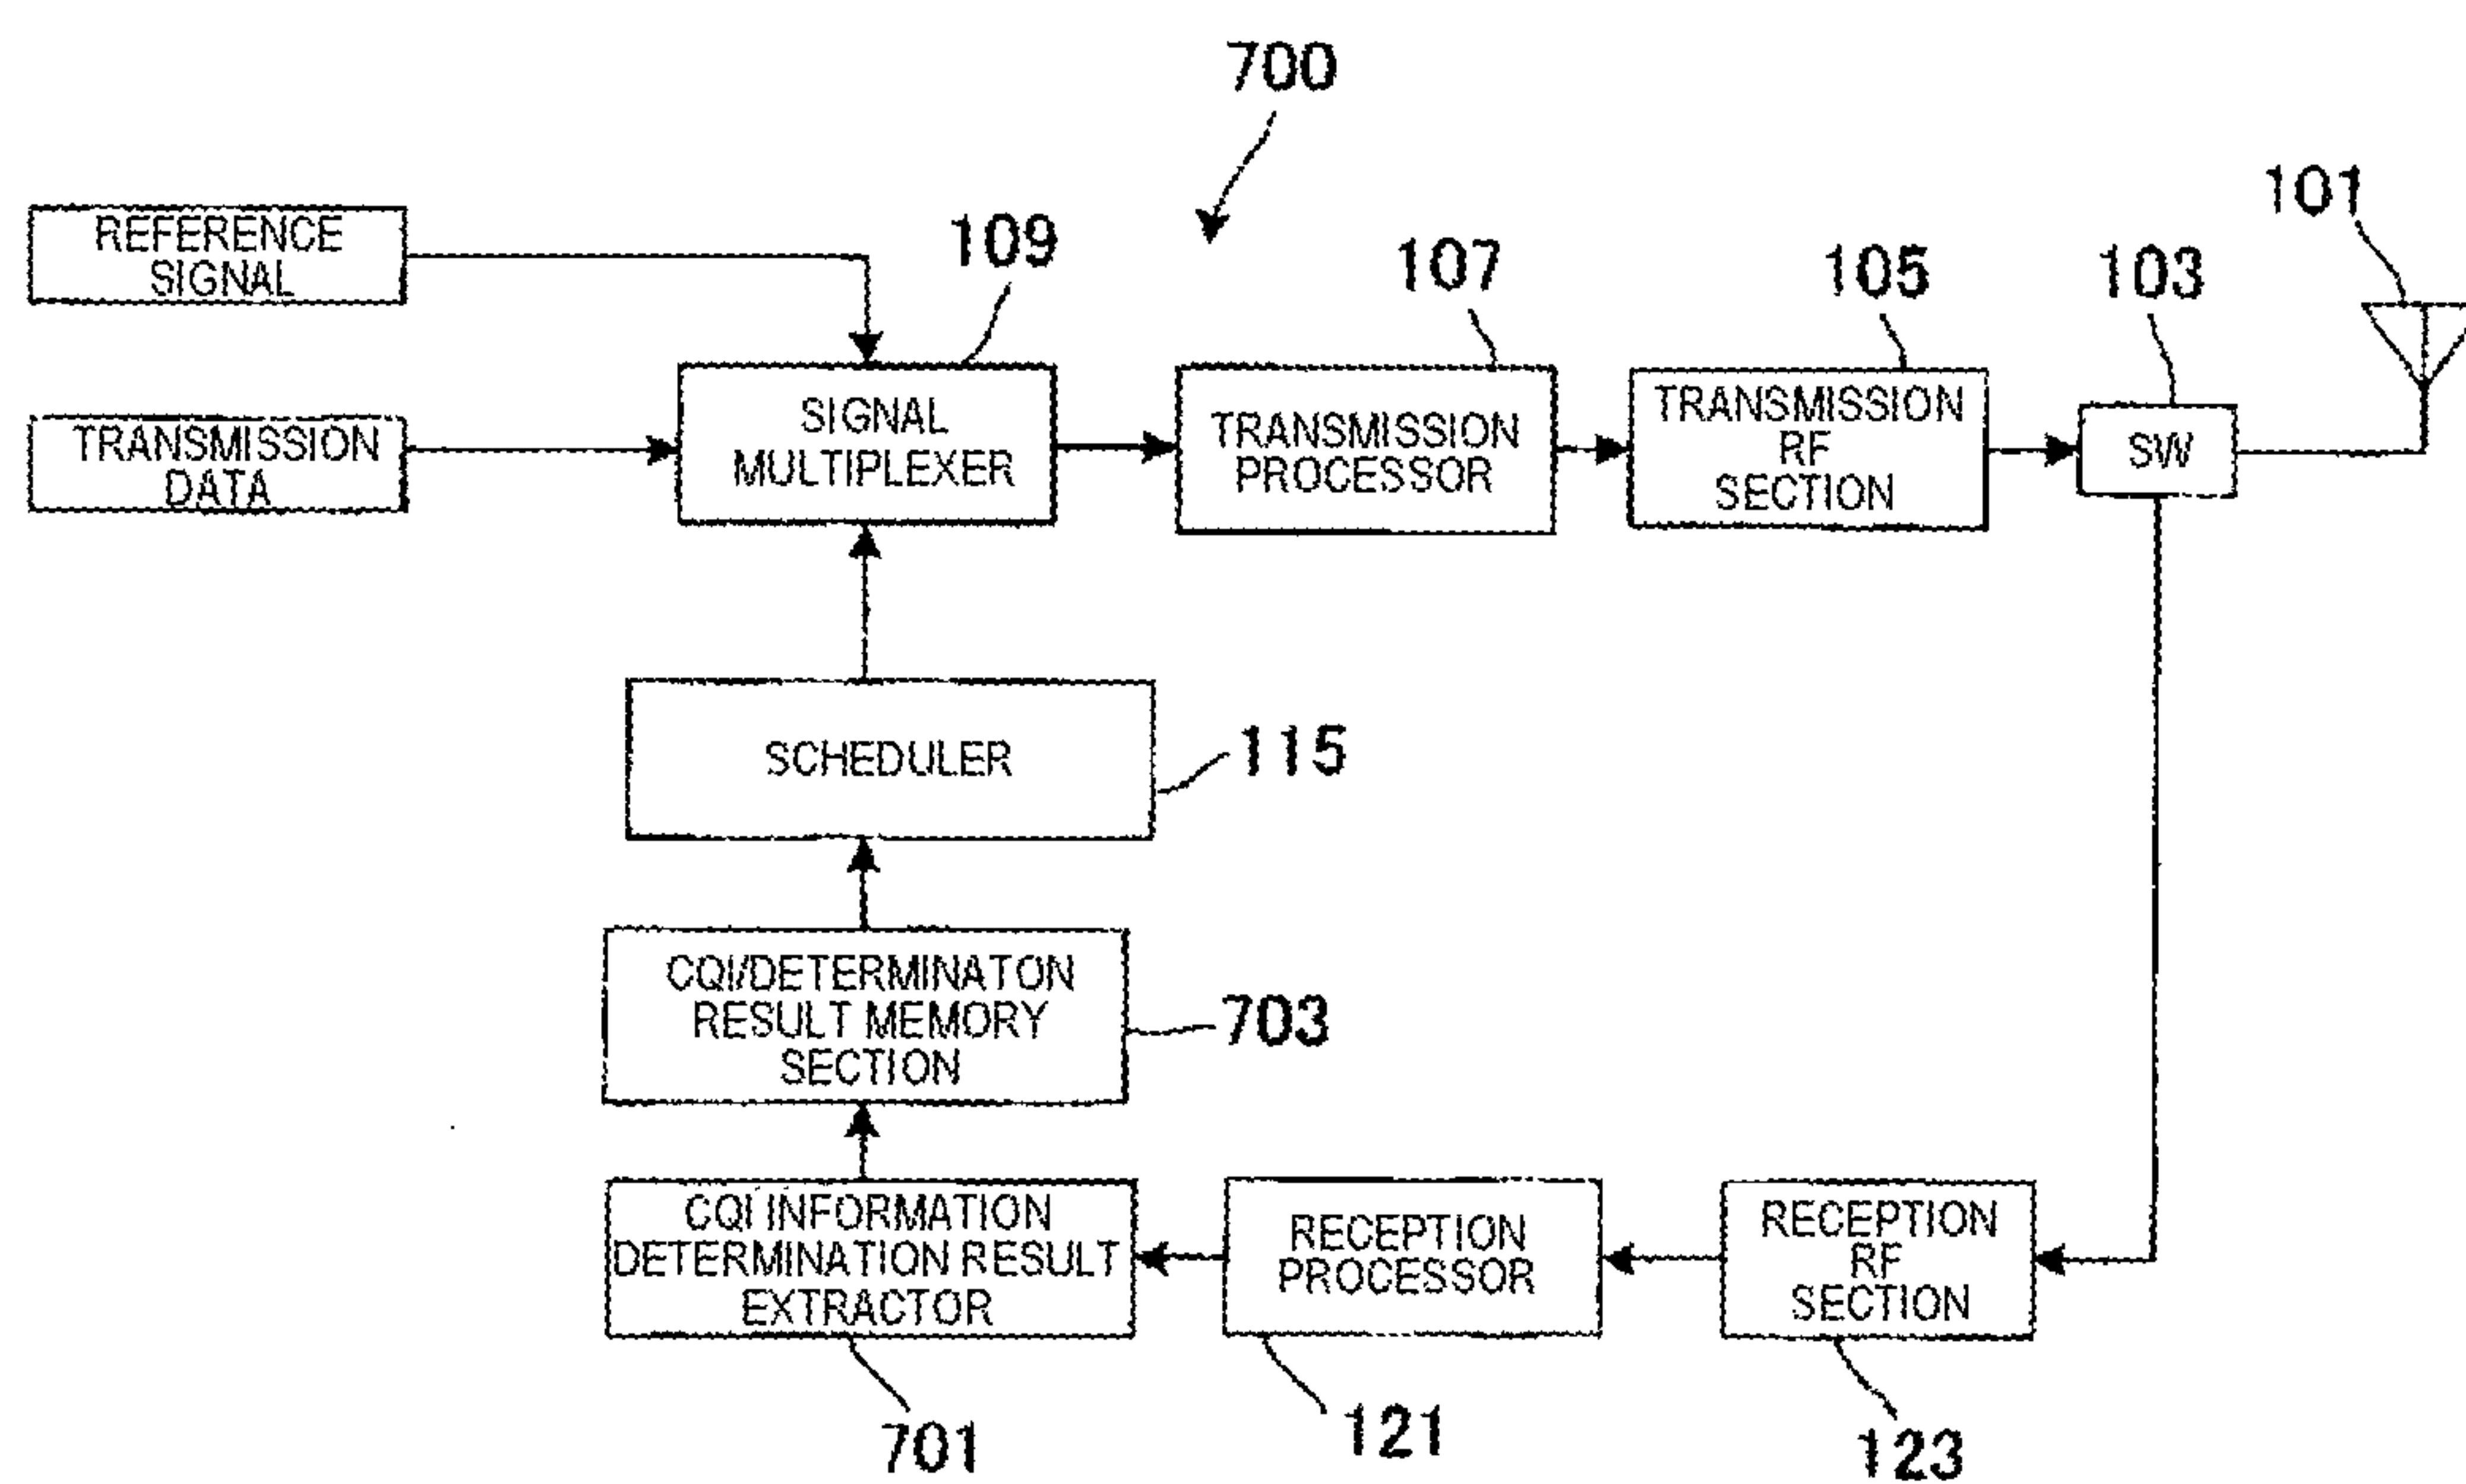 700
101
REFERENCE
SIGNAL
109
107
105
103
TRANSMISSION
DATA
SIGNAL
MULTIPLEXER
TRANSMISSION
PROCESSOR
TRANSMISSION
RF
SECTION
SW
SCHEDULER
115
CQI/DETERMINATON
RESULT MEMORY
SECTION
703
CQI INFORMATION
DETERMINATION RESULT
EXTRACTOR
RECEPTION
PROCESSOR
RECEPTION
RF
SECTION
701
121
123